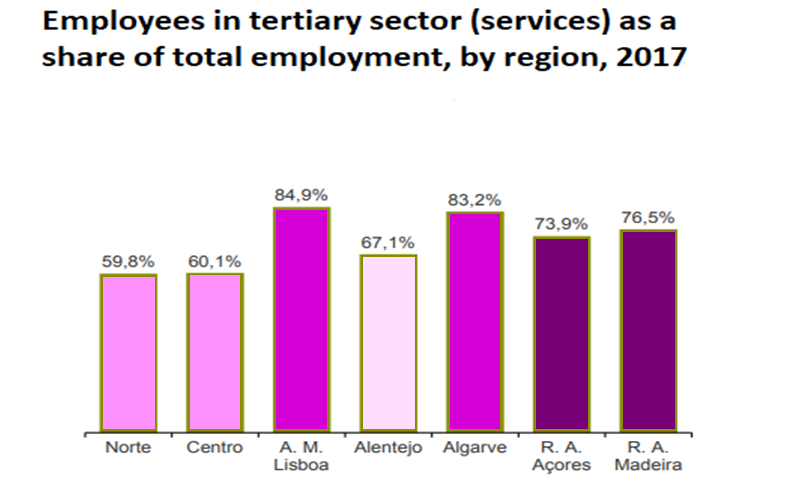 Employees in tertiary sector (services) as a
share of total employment, by region, 2017
84,9%
83,2%
76,5%
73,9%
67,1%
59,8%
60,1%
Norte
Centro
A. M.
Lisboa
Alentejo
Algarve
R. A.
Açores
R. A.
Madeira